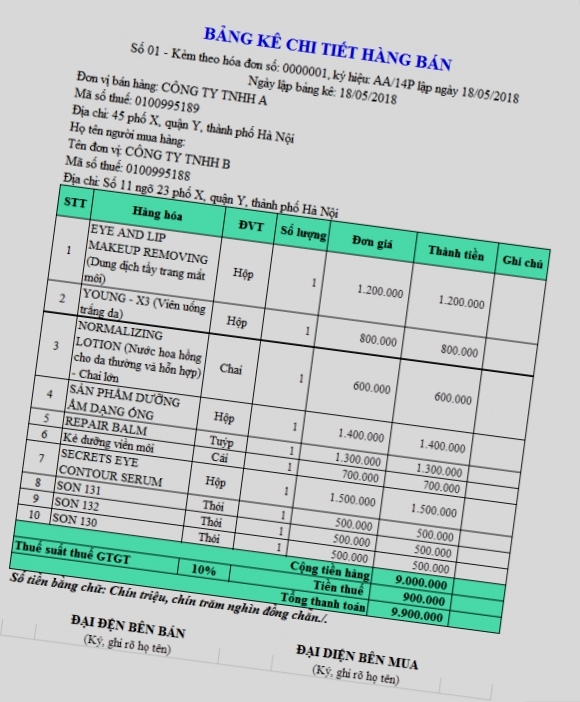 BẢNG KÊ CHI TIẾT HÀNG BÁN
Số 01 - Kèm theo hóa đơn số: 0000001, ký hiệu: AA/14P lập ngày 18/05/2018
Ngày lập bảng kê: 18/05/2018
Đơn vị bán hàng: CÔNG TY TNHH A
Mã số thuế: 0100995189
Địa chỉ: 45 phố X, quận Y, thành phố Hà Nội
Họ tên người mua hàng:
Tên đơn vị: CÔNG TY TNHH B
Mã số thuế: 0100995188
Địa chỉ: Số 11 ngõ 23 phố X, quận Y, thành phố Hà Nội
STT Hàng hóa ĐVT Số lượng Đơn giá Thành tiền Ghi chú
1 EYE AND LIP
MAKEUP REMOVING
(Dung dịch tẩy trang mắt
môi) Hộp 1 1.200.000 1.200.000
2 YOUNG - X3 (Viên uống
trắng da) Hộp 1 800.000 800.000
3 NORMALIZING
LOTION (Nước hoa hồng
cho da thường và hỗn hợp)
- Chai lớn Chai 1 600.000 600.000
4 SẢN PHẨM DƯỠNG
ẨM DẠNG ỐNG Hộp 1 1.400.000 1.400.000
5 REPAIR BALM Tuýp 1 1.300.000 1.300.000
6 Kẻ dưỡng viền môi Cái 1 700.000 700.000
7 SECRETS EYE
CONTOUR SERUM Hộp 1 1.500.000 1.500.000
8 SON 131 Thỏi 1 500.000 500.000
9 SON 132 Thỏi 1 500.000 500.000
10 SON 130 Thỏi 1 500.000 500.000
Cộng tiền hàng 9.000.000
Thuế suất thuế GTGT 10% Tiền thuế 900.000
Tổng thanh toán 9.900.000
Số tiền bằng chữ: Chín triệu, chín trăm nghìn đồng chẵn./.
ĐẠI ĐỆN BÊN BÁN
(Ký, ghi rõ họ tên)
ĐẠI DIỆN BÊN MUA
(Ký, ghi rõ họ tên)